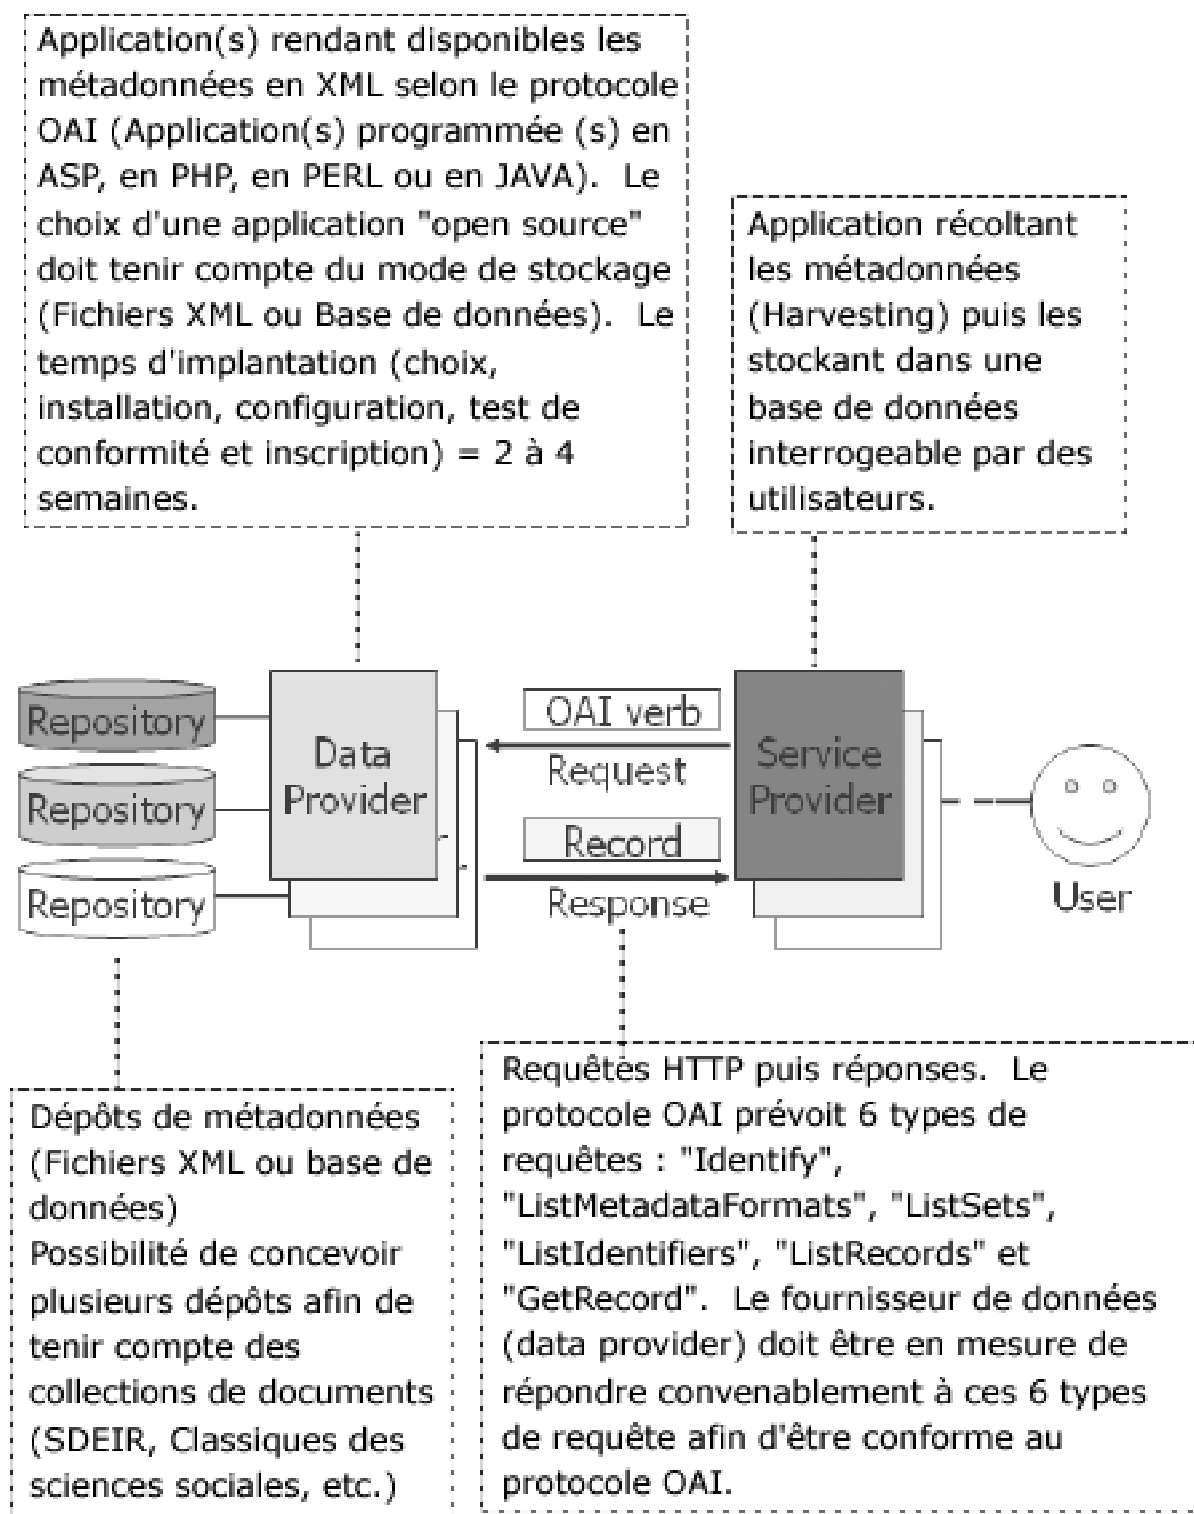 Application(s) rendant disponibles les
métadonnées en XML selon le protocole
OAI (Application(s) programmée (s) en
ASP, en PHP, en PERL ou en JAVA).  Le
choix d'une application "open source"
doit tenir compte du mode de stockage
(Fichiers XML ou Base de données).  Le
temps d'implantation (choix,
installation, configuration, test de
conformité et inscription) = 2 à 4
semaines.
Application récoltant
les métadonnées
(Harvesting) puis les
stockant dans une
base de données
interrogeable par des
utilisateurs.
Repository
Repository
Repository
Data
Provider
OAI verb
Request
Record
Response
Service
Provider
User
Dépôts de métadonnées
(Fichiers XML ou base de
données)
Possibilité de concevoir
plusieurs dépôts afin de
tenir compte des
collections de documents
(SDEIR, Classiques des
sciences sociales, etc.)
Requêtes HTTP puis réponses.  Le
protocole OAI prévoit 6 types de
requêtes : "Identify",
"ListMetadataFormats", "ListSets",
"ListIdentifiers", "ListRecords" et
"GetRecord".  Le fournisseur de données
(data provider) doit être en mesure de
répondre convenablement à ces 6 types
de requête afin d'être conforme au
protocole OAI.